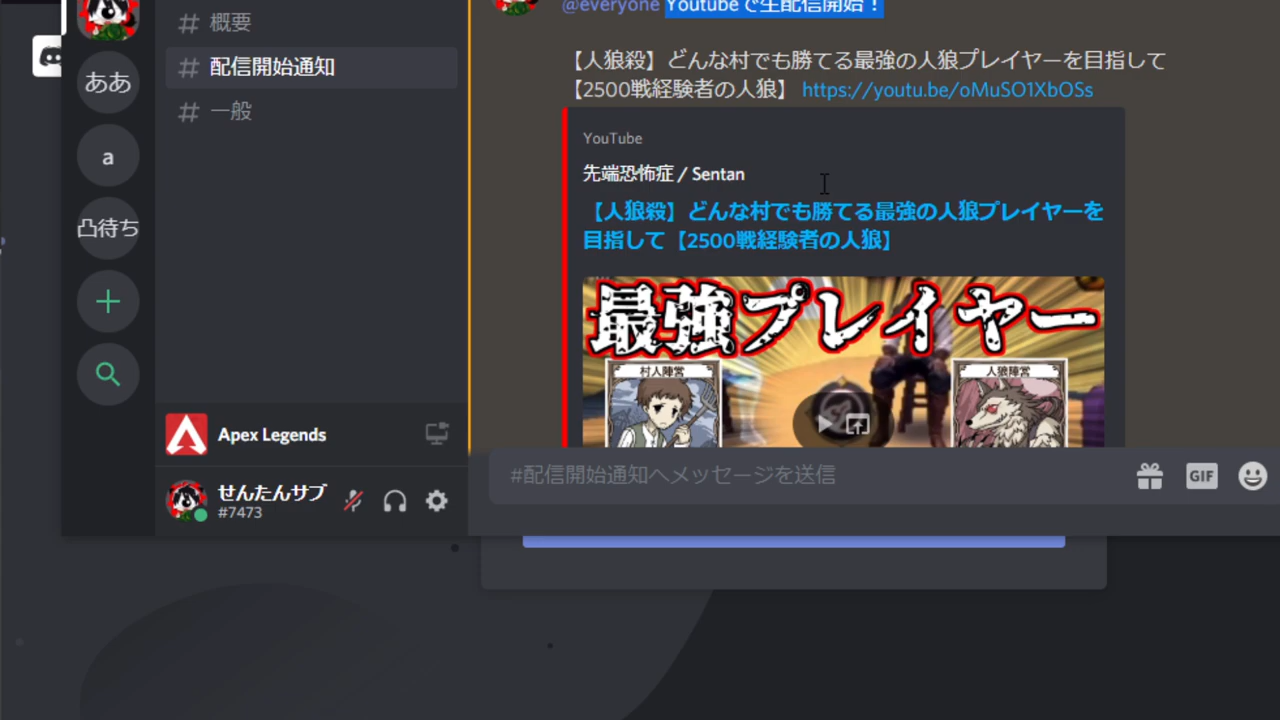 概要
配信開始通知
一般
ああ
a
凸待ち
Apex Legends
せんたんサブ
#7473
@everyone Youtubeで生配信開始！
【人狼殺】どんな村でも勝てる最強の人狼プレイヤーを目指して
【2500戦経験者の人狼】 https://youtu.be/oMuSO1XbOSs
YouTube
先端恐怖症 / Sentan
【人狼殺】どんな村でも勝てる最強の人狼プレイヤーを
目指して【2500戦経験者の人狼】
最強プレイヤー
村人陣営
人狼陣営
#配信開始通知へメッセージを送信
GIF